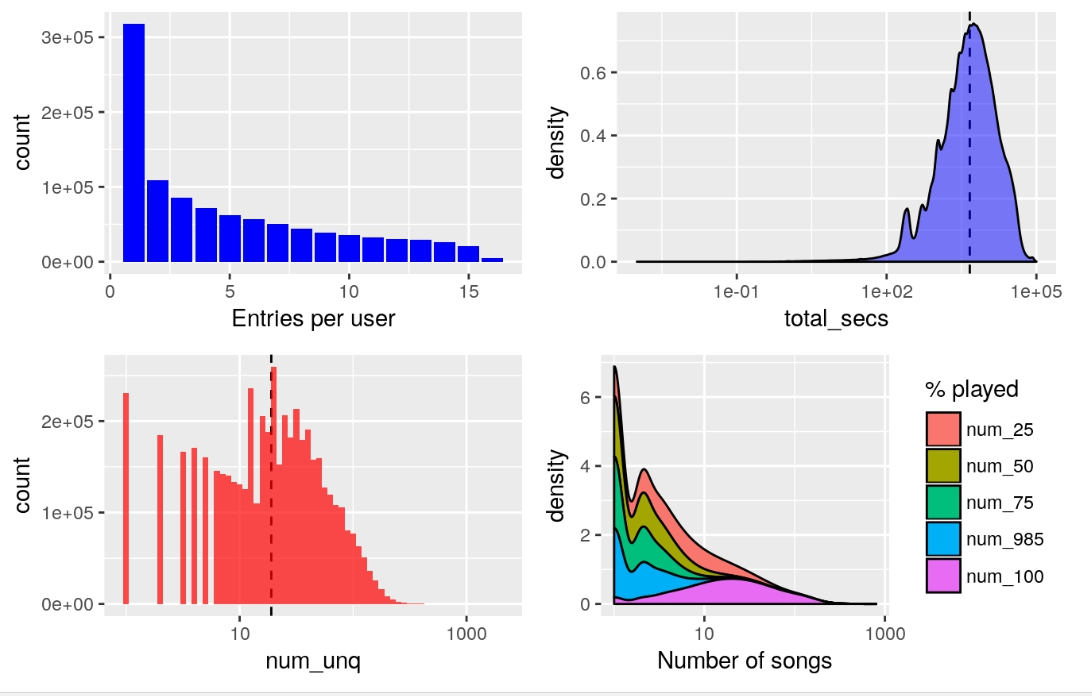 3e+05
2e+05
1e+05
0e+00
count
0
5
10
15
Entries per user
0.6
0.4
0.2
0.0
density
1e-01
1e+02
1e+05
total_secs
2e+05
1e+05
0e+00
count
10
1000
num_unq
6
4
2
0
density
10
1000
Number of songs
% played
num_25
num_50
num_75
num_985
num_100